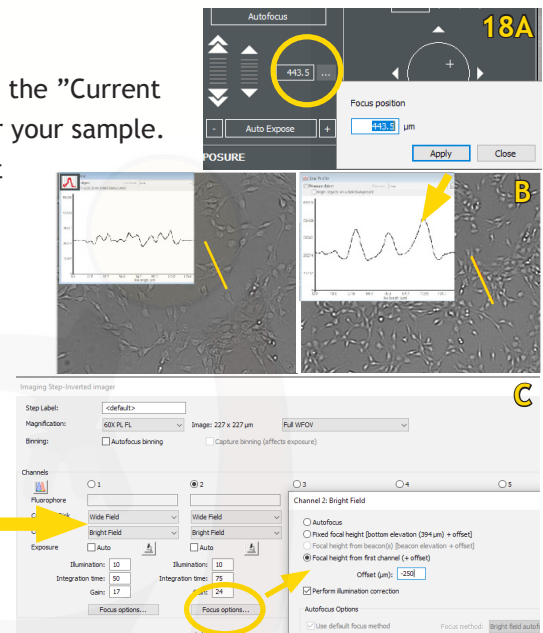 Autofocus
18A
the ”Current
443.5 ...
r your sample.
Focus position
443.5 μm
- Auto Expose +
Apply Close
POSURE
B
C
Imaging Step-Inverted imager
Step Label: <default>
Magnification: 60X PL FL Image: 227 x 227 μm Full WFOV
Binning: Autofocus binning Capture binning (affects exposure)
Channels
1 2 3 4 5
Fluorophore
Wide Field Wide Field
Bright Field Bright Field
Exposure Auto Auto
Illumination: 10 Illumination: 10
Integration time: 50 Integration time: 75
Gain: 17 Gain: 24
Focus options... Focus options...
Channel 2: Bright Field
Autofocus
Fixed focal height [bottom elevation (394 μm) + offset]
Focal height from beacon(s) [beacon elevation + offset]
Focal height from first channel (+ offset)
Offset (μm): -250
Perform illumination correction
Autofocus Options
Use default focus method Focus method: Bright field autof